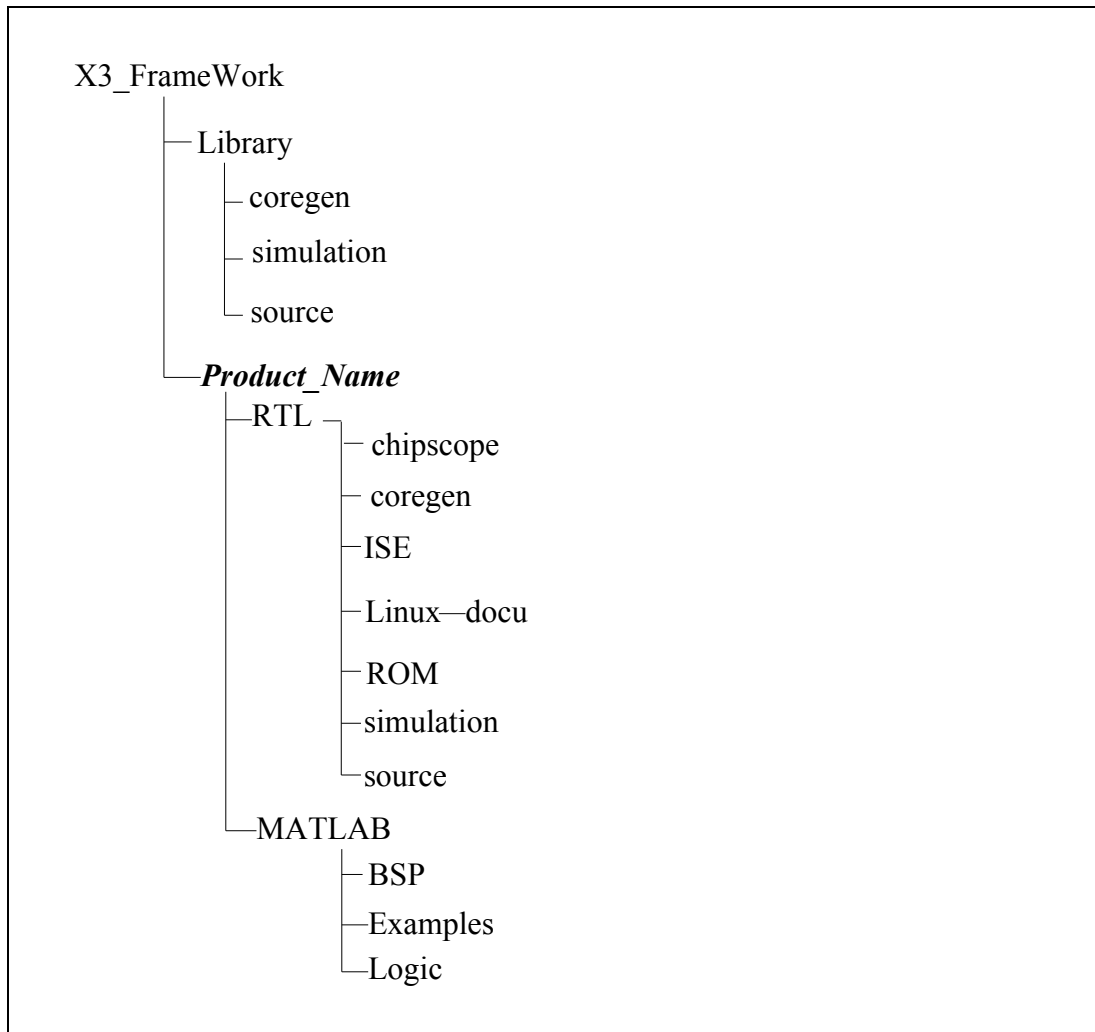 X3_FrameWork
Library
coregen
simulation
source
Product_Name
RTL
chipscope
coregen
ISE
Linux—docu
ROM
simulation
source
MATLAB
BSP
Examples
Logic